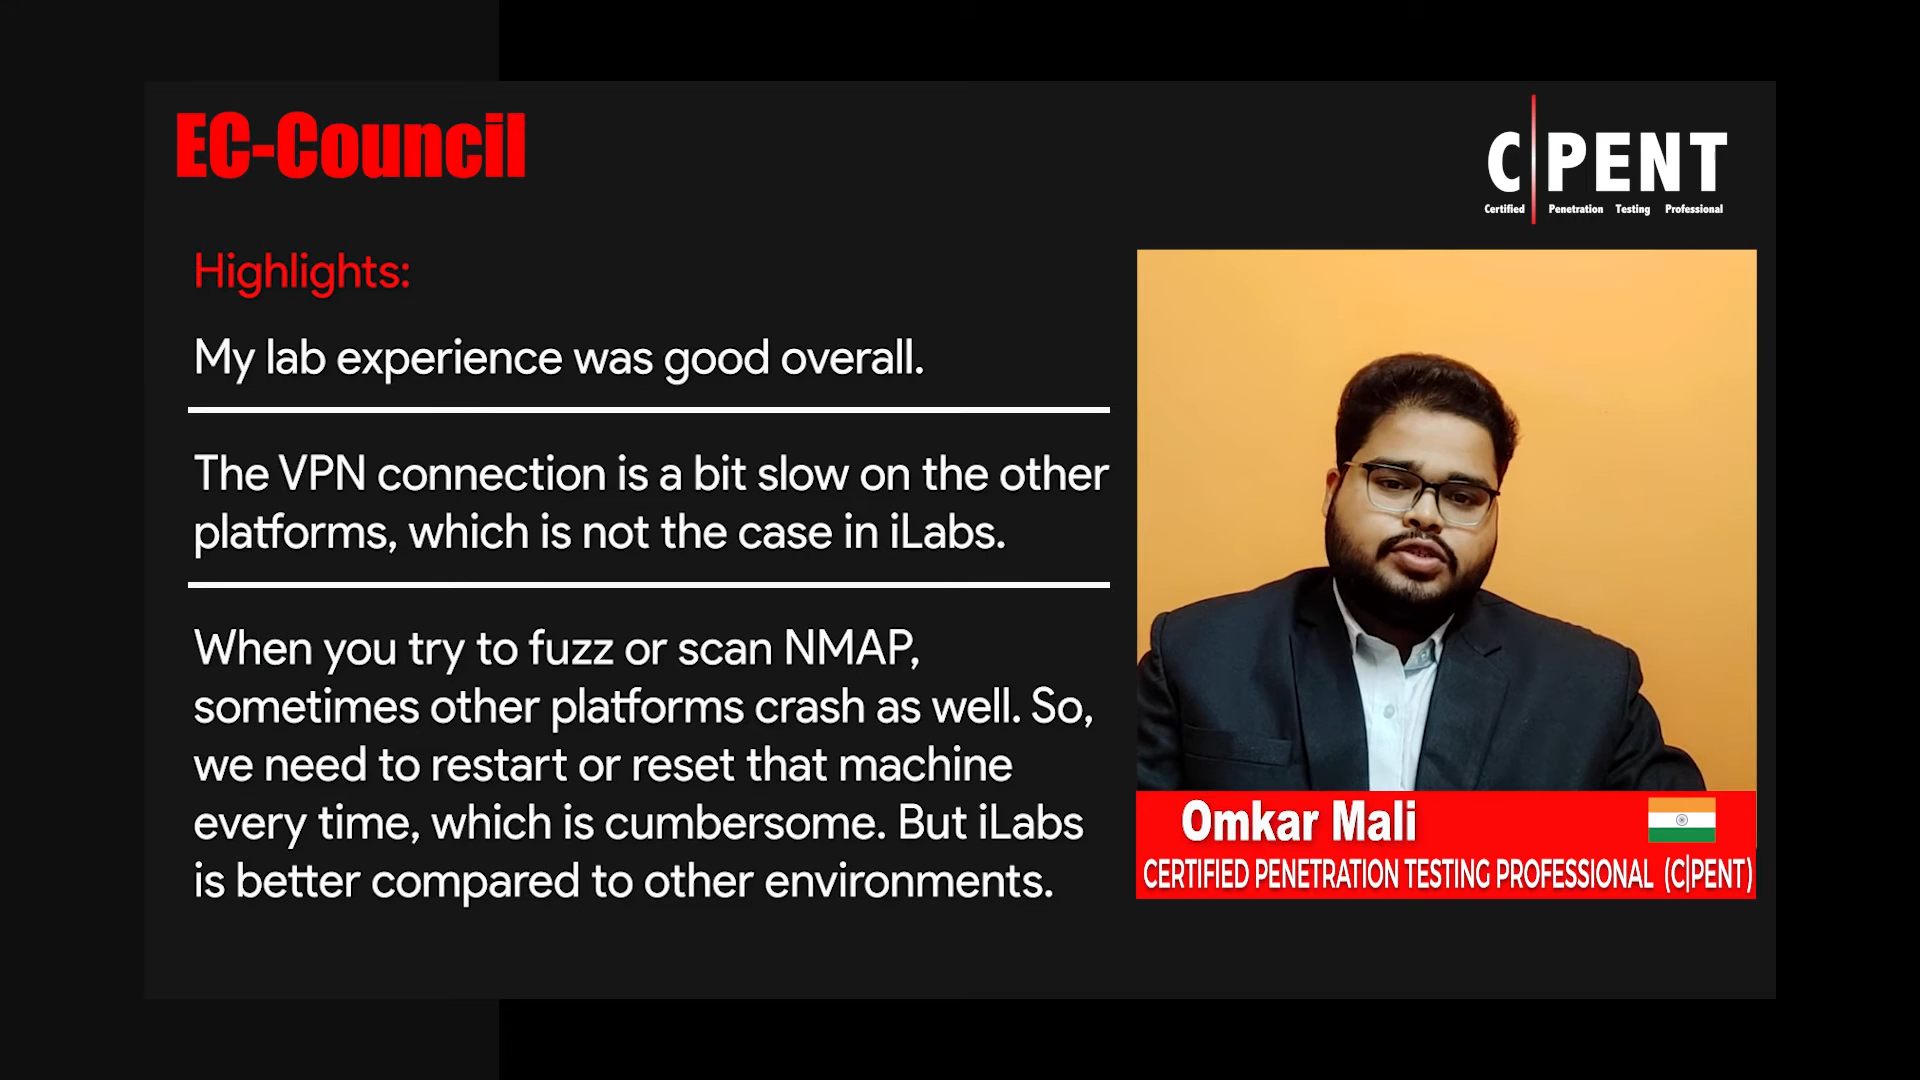 EC-Council
C|PENT
Certified Penetration Testing Professional
Highlights:
My lab experience was good overall.
The VPN connection is a bit slow on the other
platforms, which is not the case in iLabs.
When you try to fuzz or scan NMAP,
sometimes other platforms crash as well. So,
we need to restart or reset that machine
every time, which is cumbersome. But iLabs
is better compared to other environments.
Omkar Mali
CERTIFIED PENETRATION TESTING PROFESSIONAL (C|PENT)